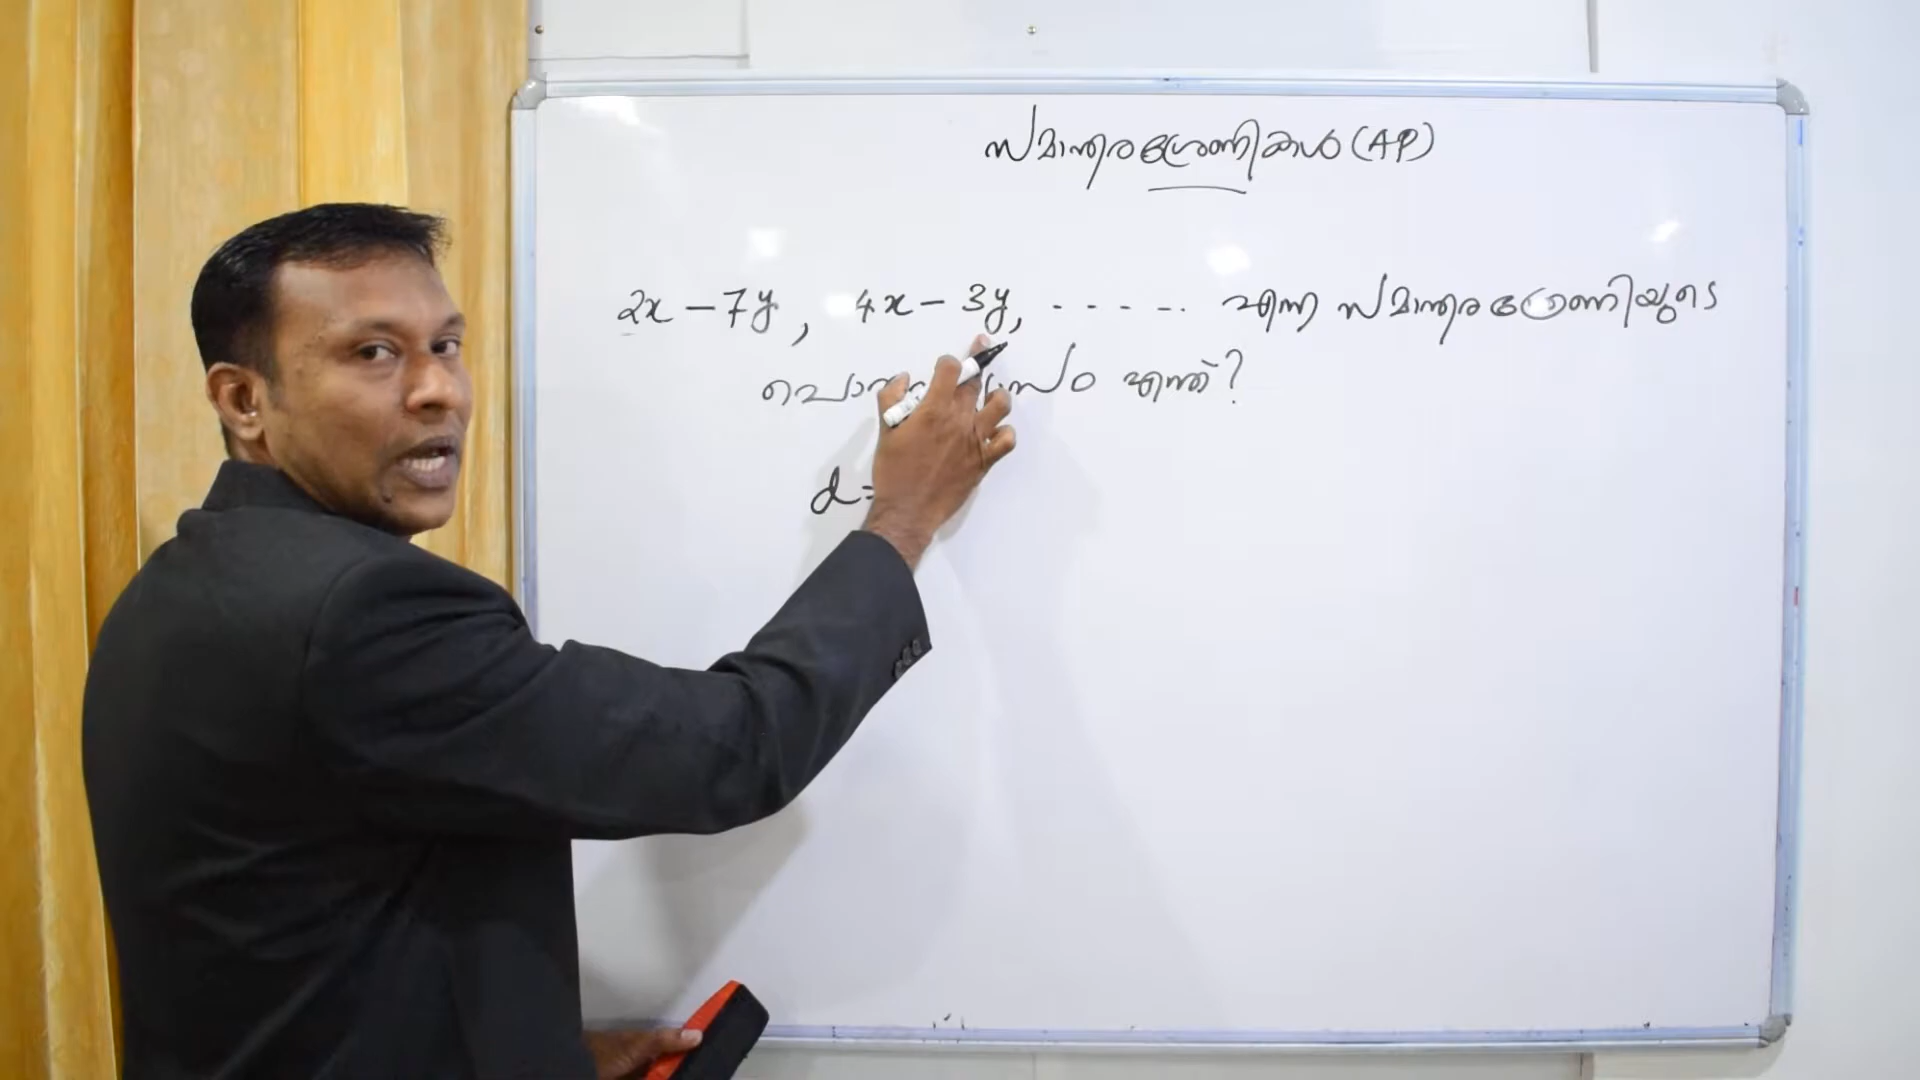 സമാന്തരശ്രേണികൾ (AP)
2x - 7y, 4x - 3y, - - - - - . എന്ന സമാന്തരശ്രേണിയുടെ
എന്ത് ?
d =